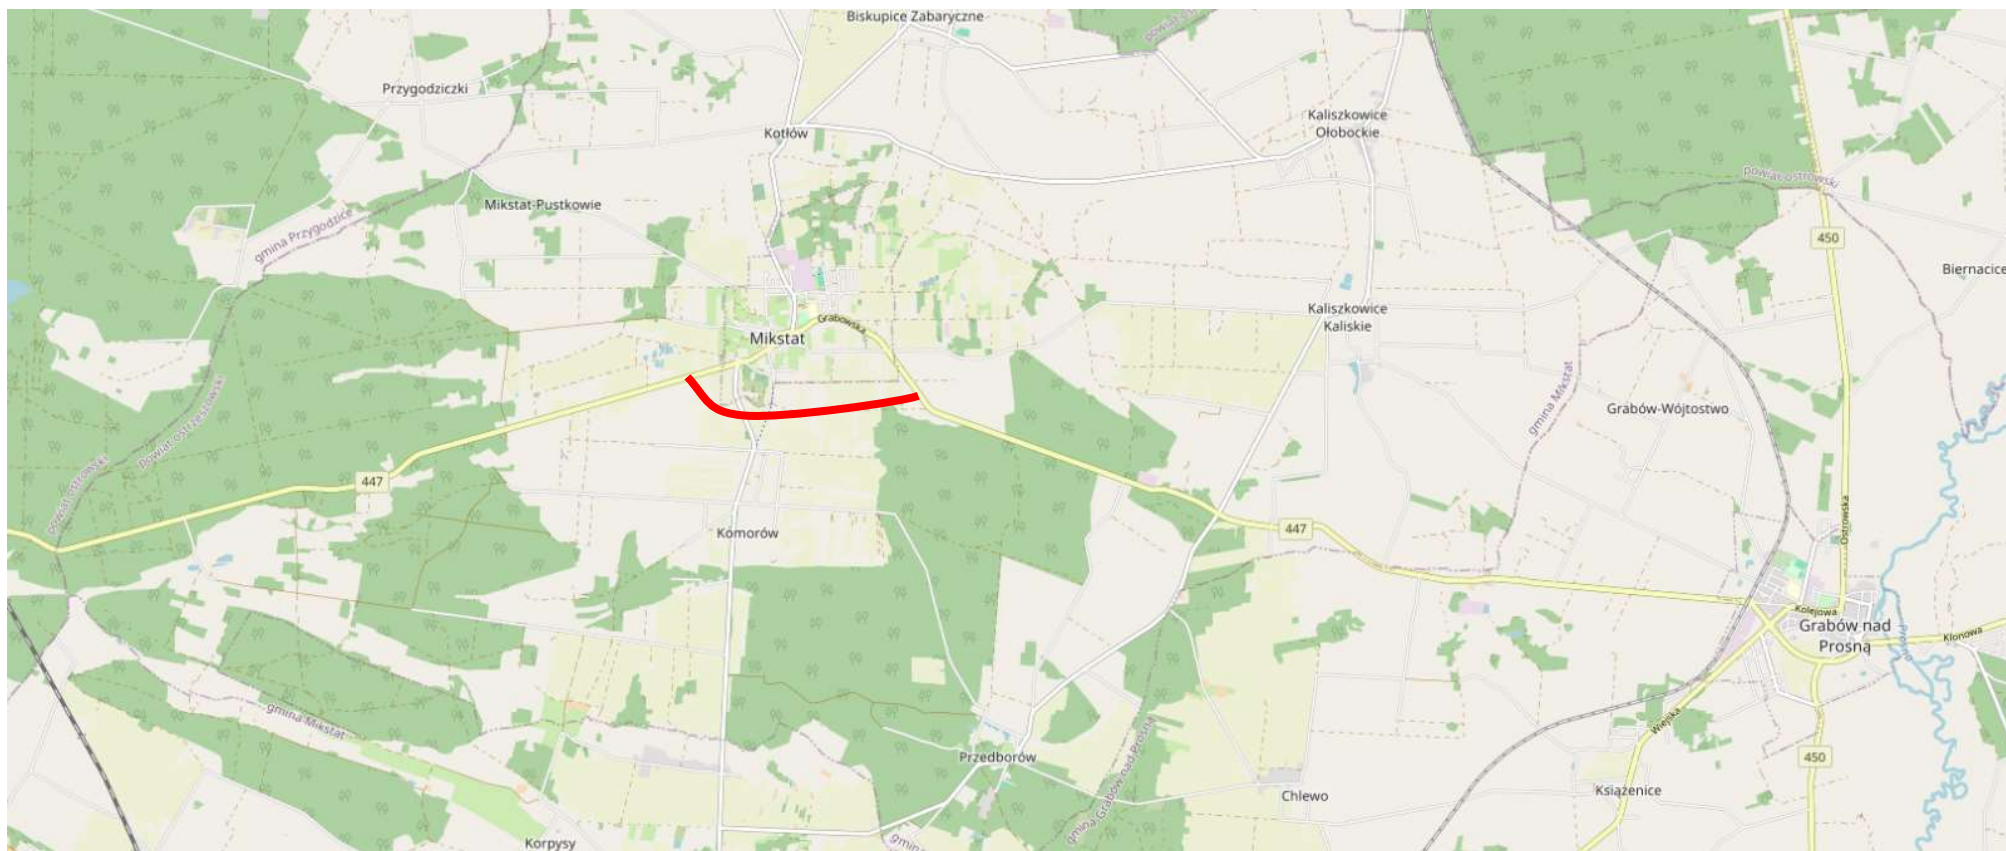 Biskupice Zabaryczne
Przygodziczki
Kaliszkowice
Ołobockie
Kotłów
powiat ostrowski
Mikstat-Pustkowie
gmina Przygodzice
450
Biernacice
Kaliszkowice
Kaliskie
Grabowska
Mikstat
gmina Mikstat
Grabów-Wójtostwo
powiat ostrzeszowski
powiat ostrowski
447
447
Komorów
Ostrowska
Kolejowa
Grabów nad
Prosną
Klonowa
Prosna
gmina Mikstat
Wiejska
gmina Grabów nad Prosną
Przedborów
450
Książenice
Chlewo
Korpysy